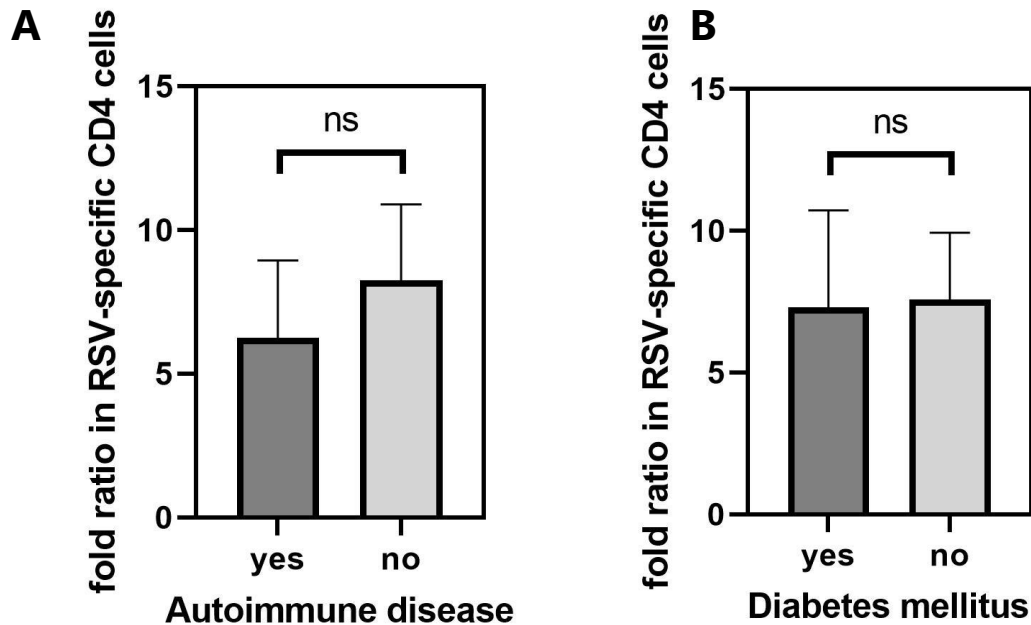 A
fold ratio in RSV-specific CD4 cells
15
10
5
0
ns
yes no
Autoimmune disease
B
fold ratio in RSV-specific CD4 cells
15
10
5
0
ns
yes no
Diabetes mellitus